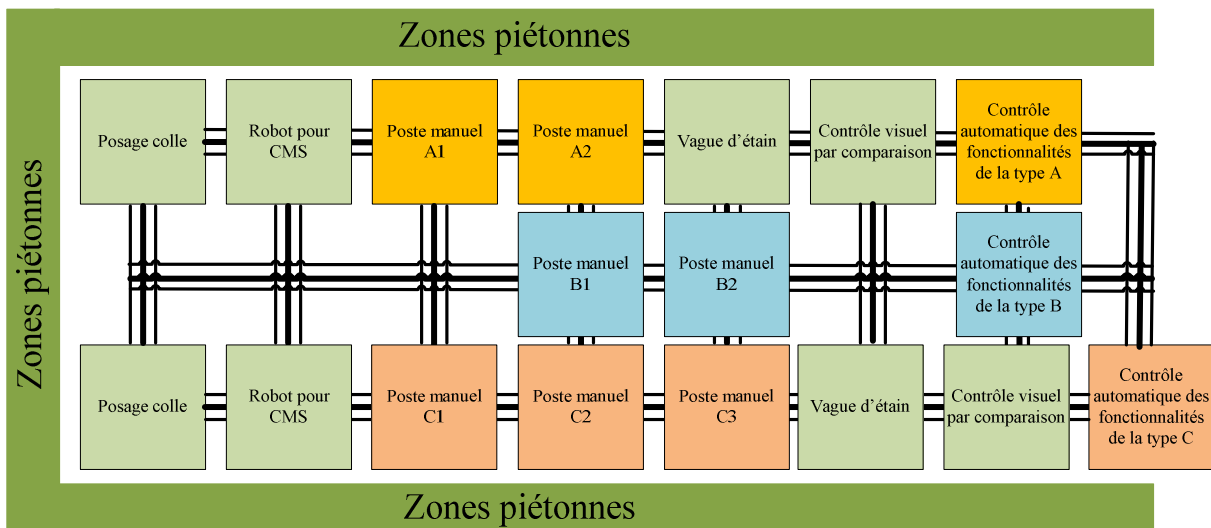 Zones piétonnes
Zones piétonnes
Posage colle
Robot pour
CMS
Poste manuel
A1
Poste manuel
A2
Vague d'étain
Contrôle visuel
par comparaison
Contrôle
automatique des
fonctionnalités
de la type A
Poste manuel
B1
Poste manuel
B2
Contrôle
automatique des
fonctionnalités
de la type B
Posage colle
Robot pour
CMS
Poste manuel
C1
Poste manuel
C2
Poste manuel
C3
Vague d'étain
Contrôle visuel
par comparaison
Contrôle
automatique des
fonctionnalités
de la type C
Zones piétonnes